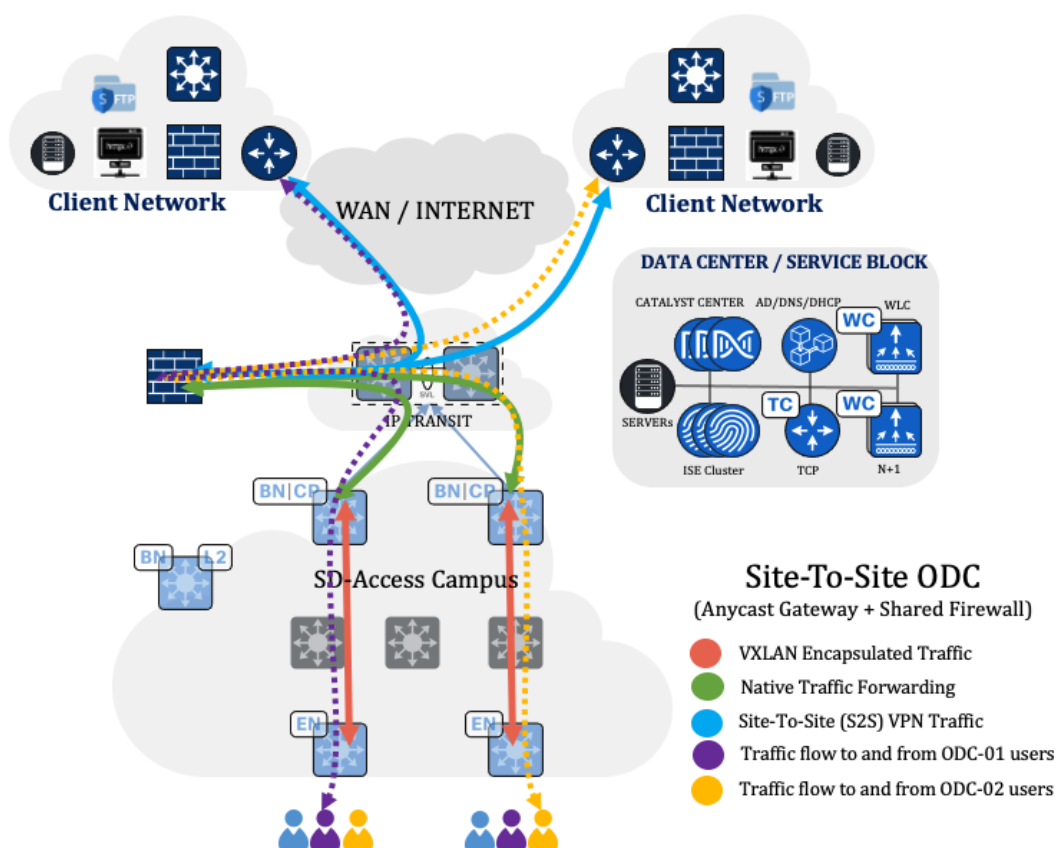 S FTP
S FTP
Client Network
WAN / INTERNET
Client Network
DATA CENTER / SERVICE BLOCK
CATALYST CENTER
AD/DNS/DHCP
WLC
WC
SERVERs
TC
WC
ISE Cluster
TCP
N+1
SVL
IP TRANSIT
BN|CP
BN|CP
BN
L2
SD-Access Campus
EN
EN
Site-To-Site ODC
(Anycast Gateway + Shared Firewall)
VXLAN Encapsulated Traffic
Native Traffic Forwarding
Site-To-Site (S2S) VPN Traffic
Traffic flow to and from ODC-01 users
Traffic flow to and from ODC-02 users